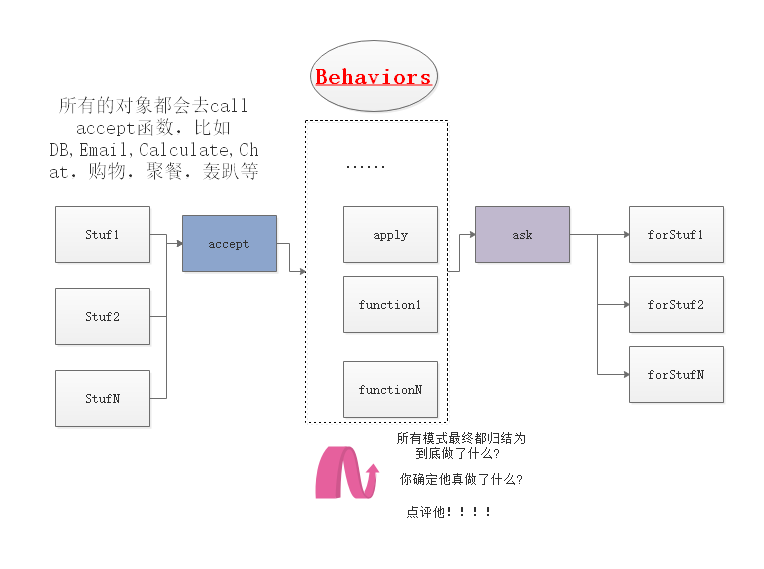 Behaviors
所有的对象都会去call
accept函数. 比如
DB,Email,Calculate,Ch
at. 购物. 聚餐. 轰趴等
......
Stuf1
accept
apply
ask
forStuf1
Stuf2
function1
forStuf2
StufN
functionN
forStufN
所有模式最终都归结为
到底做了什么?
你确定他真做了什么?
点评他! ! ! !